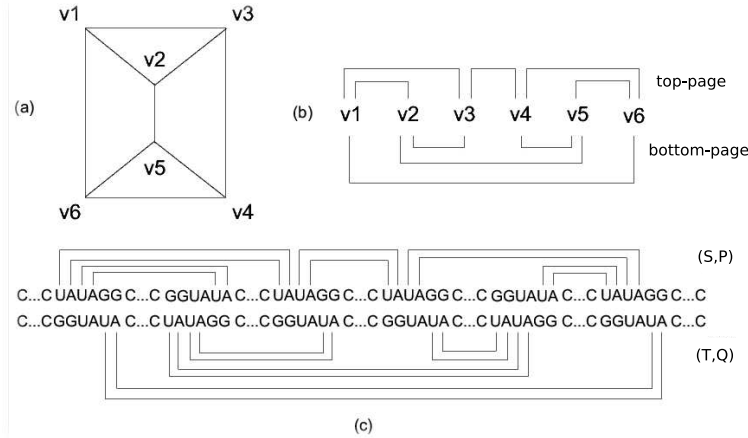 v1 v3
v2
(a)
v5
v6 v4
top-page
(b) v1 v2 v3 v4 v5 v6
bottom-page
(S,P)
C...C UAUAGG C...C GGUAUA C...C UAUAGG C...C UAUAGG C...C GGUAUA C...C UAUAGG C...C
C...CGGUAUA C...C UAUAGG C...C GGUAUA C...C GGUAUA C...C UAUAGG C...C GGUAUA C...C
(T,Q)
(c)